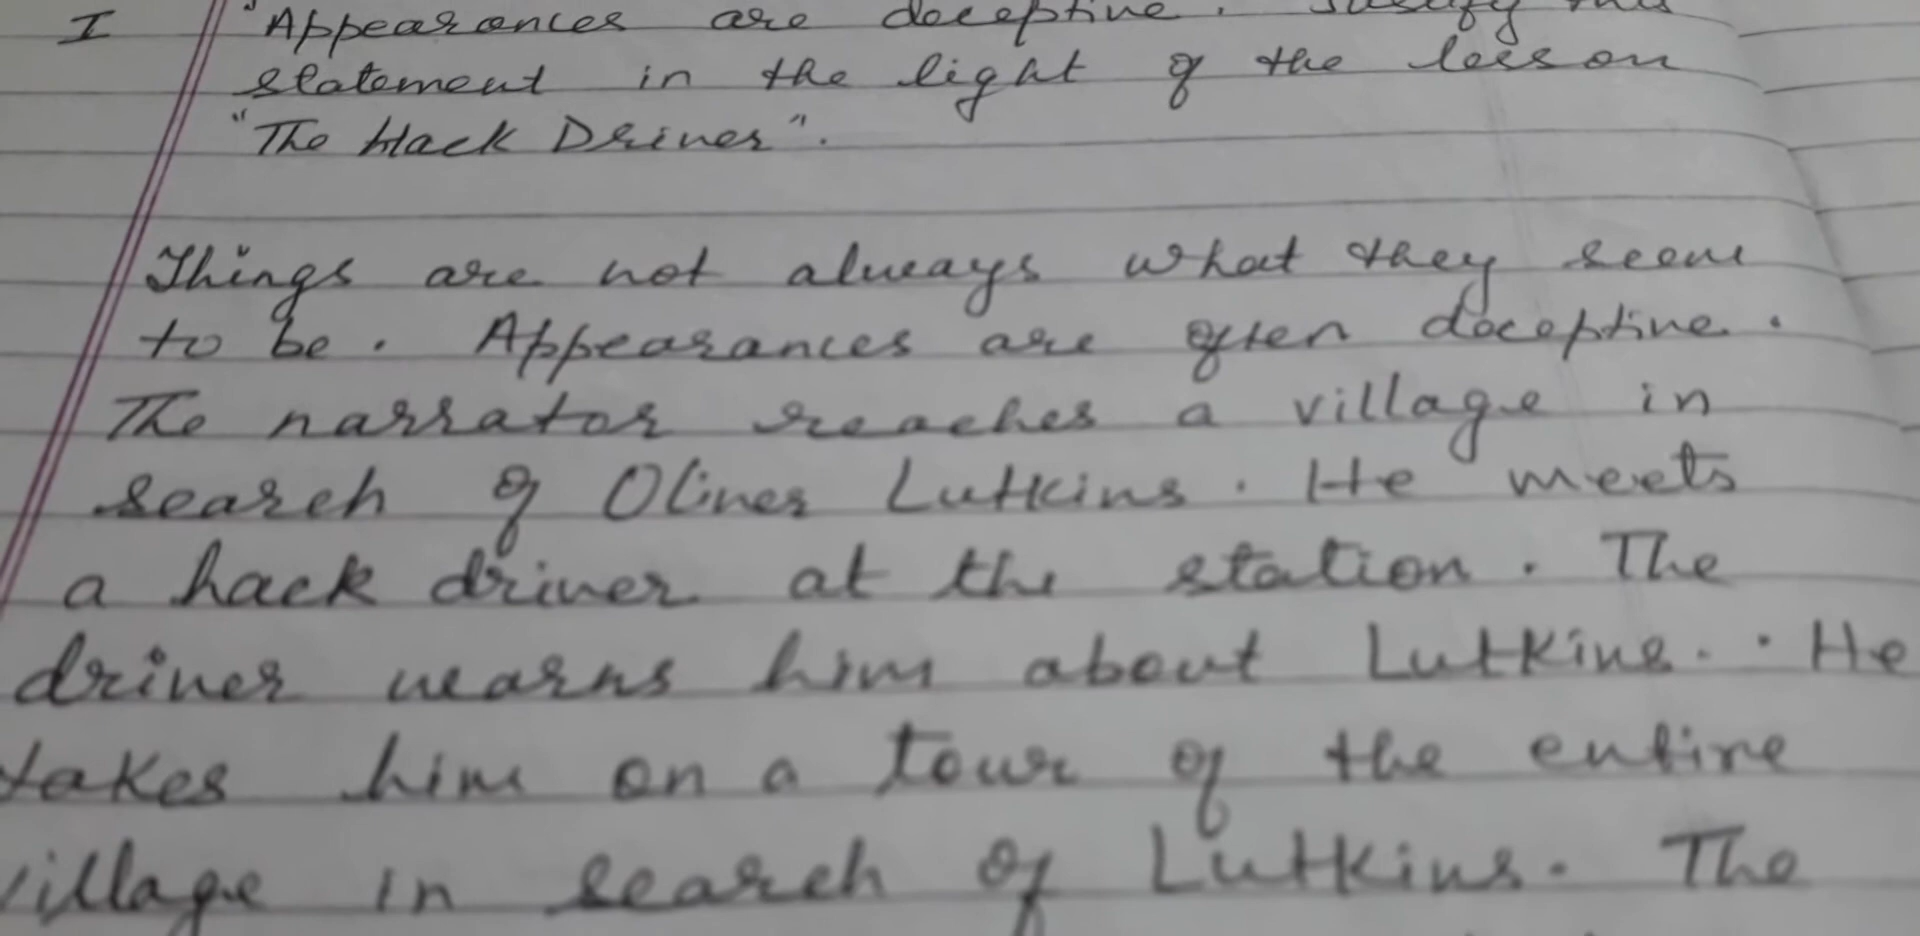 I "Appearances are deceptive. Justify this
statement in the light of the lesson
"The Hack Driver".
Things are not always what they seem
to be. Appearances are often deceptive.
The narrator reaches a village in
search of Oliver Lutkins. He meets
a hack driver at the station. The
driver warns him about Lutkins. He
takes him on a tour of the entire
village in search of Lutkins. The